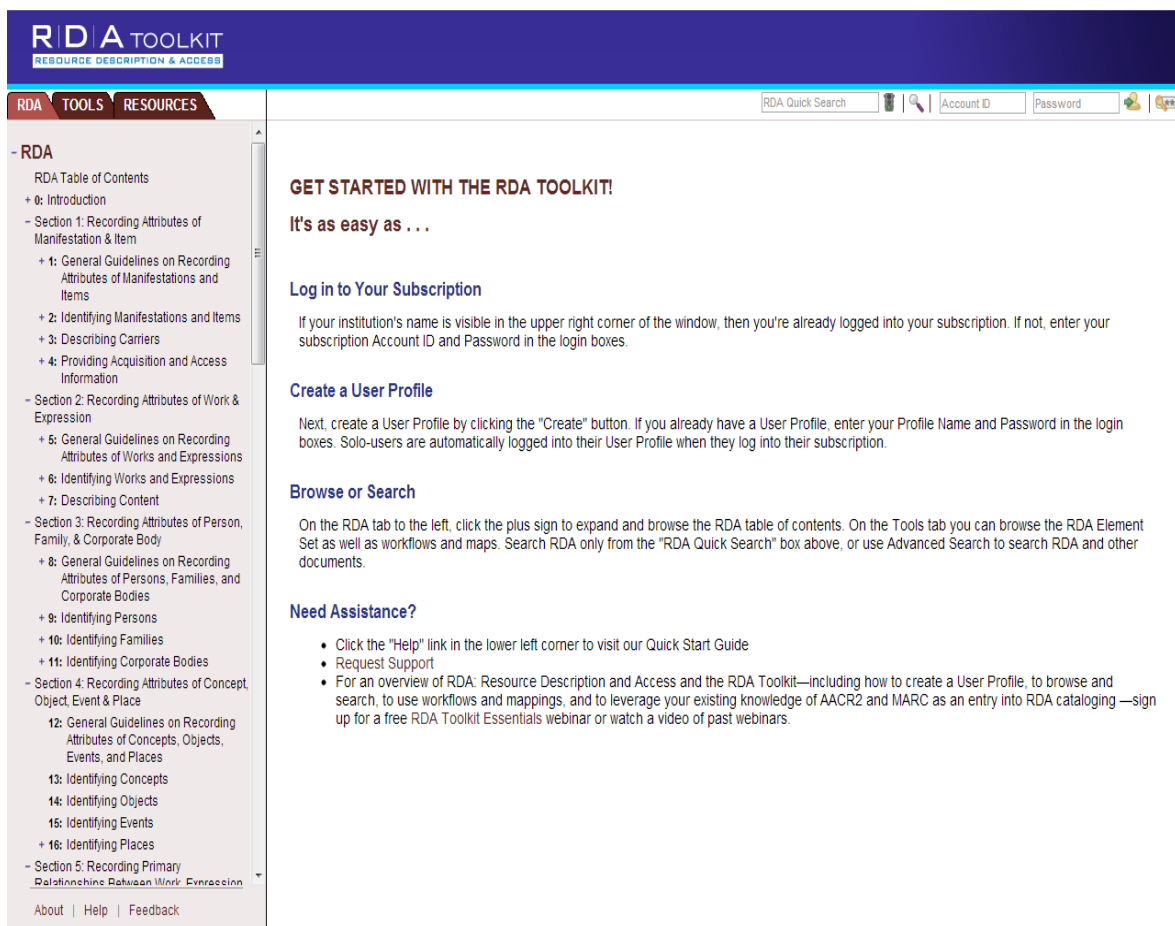 R|D|A TOOLKIT
RESOURCE DESCRIPTION & ACCESS
RDA TOOLS RESOURCES
RDA Quick Search Account ID Password
- RDA
RDA Table of Contents
+ 0: Introduction
- Section 1: Recording Attributes of
Manifestation & Item
+ 1: General Guidelines on Recording
Attributes of Manifestations and
Items
+ 2: Identifying Manifestations and Items
+ 3: Describing Carriers
+ 4: Providing Acquisition and Access
Information
- Section 2: Recording Attributes of Work &
Expression
+ 5: General Guidelines on Recording
Attributes of Works and Expressions
+ 6: Identifying Works and Expressions
+ 7: Describing Content
- Section 3: Recording Attributes of Person,
Family, & Corporate Body
+ 8: General Guidelines on Recording
Attributes of Persons, Families, and
Corporate Bodies
+ 9: Identifying Persons
+ 10: Identifying Families
+ 11: Identifying Corporate Bodies
- Section 4: Recording Attributes of Concept,
Object, Event & Place
12: General Guidelines on Recording
Attributes of Concepts, Objects,
Events, and Places
13: Identifying Concepts
14: Identifying Objects
15: Identifying Events
+ 16: Identifying Places
- Section 5: Recording Primary
Relationships Between Work, Expression
About | Help | Feedback
GET STARTED WITH THE RDA TOOLKIT!
It's as easy as . . .
Log in to Your Subscription
If your institution's name is visible in the upper right corner of the window, then you're already logged into your subscription. If not, enter your
subscription Account ID and Password in the login boxes.
Create a User Profile
Next, create a User Profile by clicking the "Create" button. If you already have a User Profile, enter your Profile Name and Password in the login
boxes. Solo-users are automatically logged into their User Profile when they log into their subscription.
Browse or Search
On the RDA tab to the left, click the plus sign to expand and browse the RDA table of contents. On the Tools tab you can browse the RDA Element
Set as well as workflows and maps. Search RDA only from the "RDA Quick Search" box above, or use Advanced Search to search RDA and other
documents.
Need Assistance?
• Click the "Help" link in the lower left corner to visit our Quick Start Guide
• Request Support
• For an overview of RDA: Resource Description and Access and the RDA Toolkit—including how to create a User Profile, to browse and
search, to use workflows and mappings, and to leverage your existing knowledge of AACR2 and MARC as an entry into RDA cataloging —sign
up for a free RDA Toolkit Essentials webinar or watch a video of past webinars.